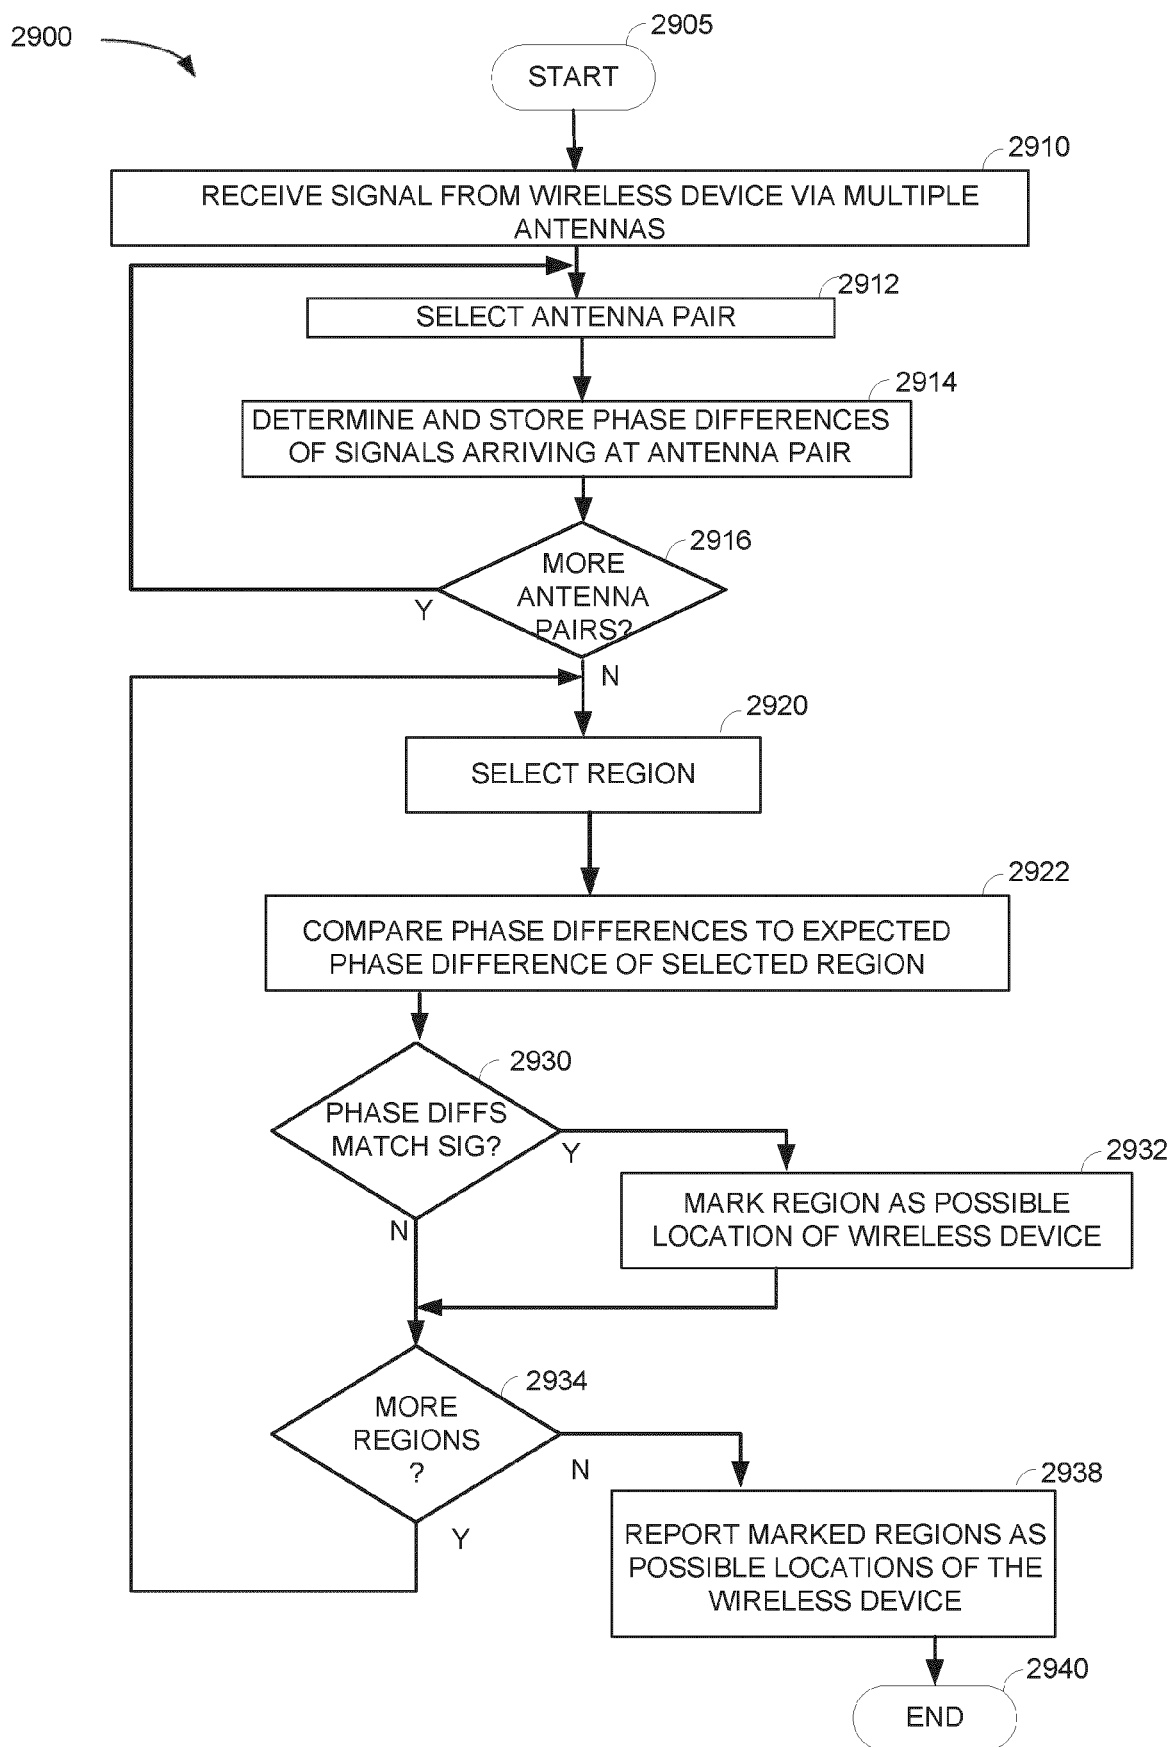 2900
2905
START
2910
RECEIVE SIGNAL FROM WIRELESS DEVICE VIA MULTIPLE
ANTENNAS
2912
SELECT ANTENNA PAIR
2914
DETERMINE AND STORE PHASE DIFFERENCES
OF SIGNALS ARRIVING AT ANTENNA PAIR
2916
MORE
ANTENNA
PAIRS?
Y
N
2920
SELECT REGION
2922
COMPARE PHASE DIFFERENCES TO EXPECTED
PHASE DIFFERENCE OF SELECTED REGION
2930
PHASE DIFFS
MATCH SIG?
Y
N
2932
MARK REGION AS POSSIBLE
LOCATION OF WIRELESS DEVICE
2934
MORE
REGIONS
?
N
Y
2938
REPORT MARKED REGIONS AS
POSSIBLE LOCATIONS OF THE
WIRELESS DEVICE
2940
END